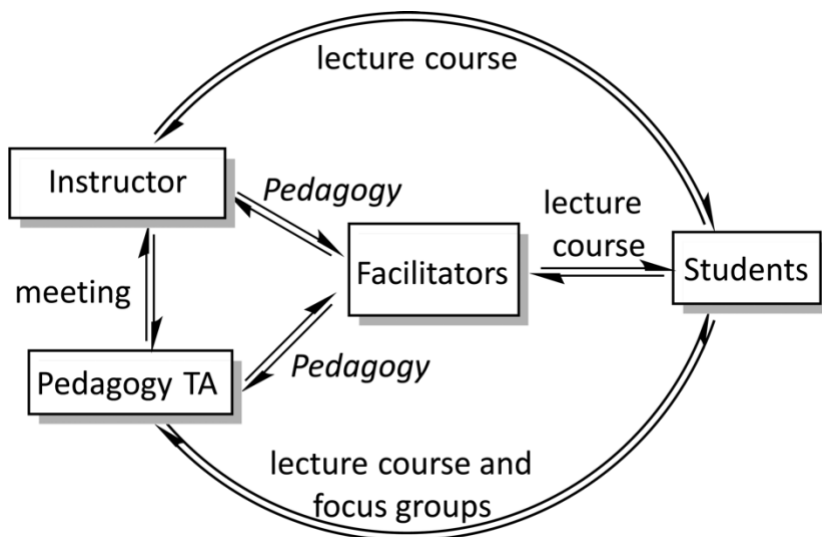 lecture course
Instructor
Pedagogy
lecture
course
Facilitators
Students
meeting
Pedagogy TA
Pedagogy
lecture course and
focus groups